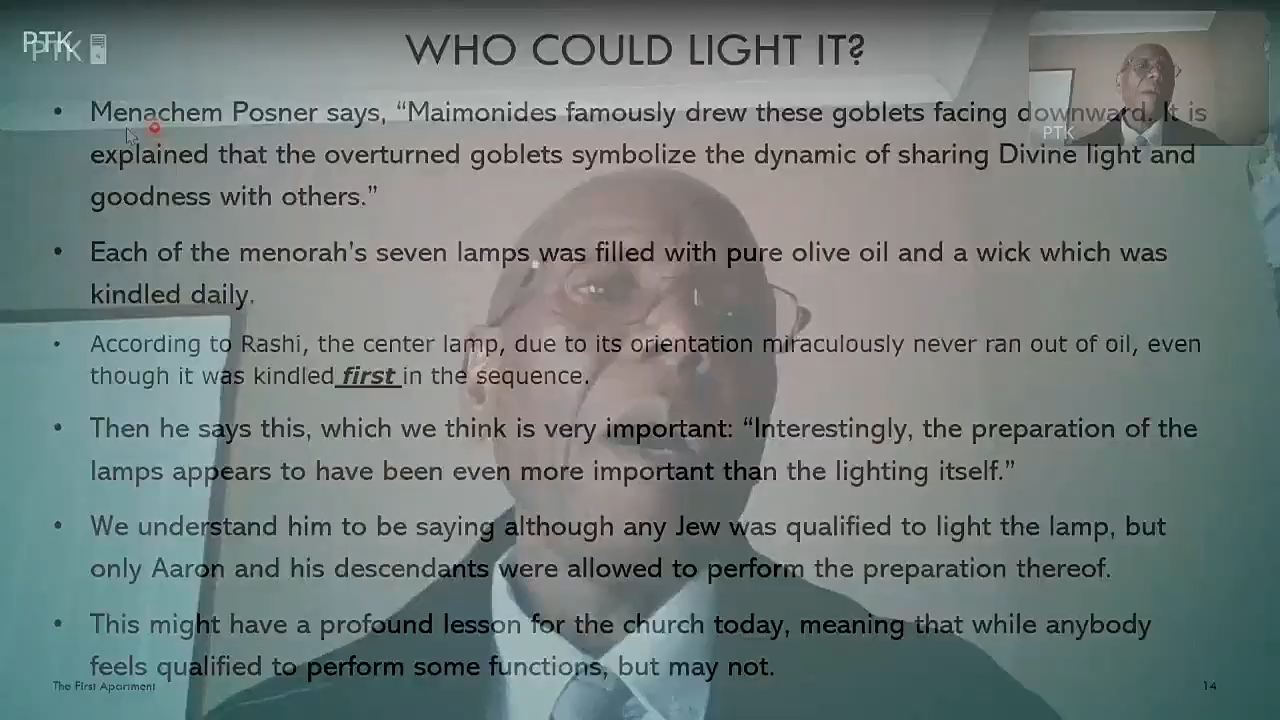 PTK
PTK
WHO COULD LIGHT IT?
• Menachem Posner says, “Maimonides famously drew these goblets facing downward. It is
explained that the overturned goblets symbolize the dynamic of sharing Divine light and
goodness with others.”
PTK
• Each of the menorah’s seven lamps was filled with pure olive oil and a wick which was
kindled daily.
• According to Rashi, the center lamp, due to its orientation miraculously never ran out of oil, even
though it was kindled first in the sequence.
• Then he says this, which we think is very important: “Interestingly, the preparation of the
lamps appears to have been even more important than the lighting itself.”
• We understand him to be saying although any Jew was qualified to light the lamp, but
only Aaron and his descendants were allowed to perform the preparation thereof.
• This might have a profound lesson for the church today, meaning that while anybody
feels qualified to perform some functions, but may not.
The First Apartment
14